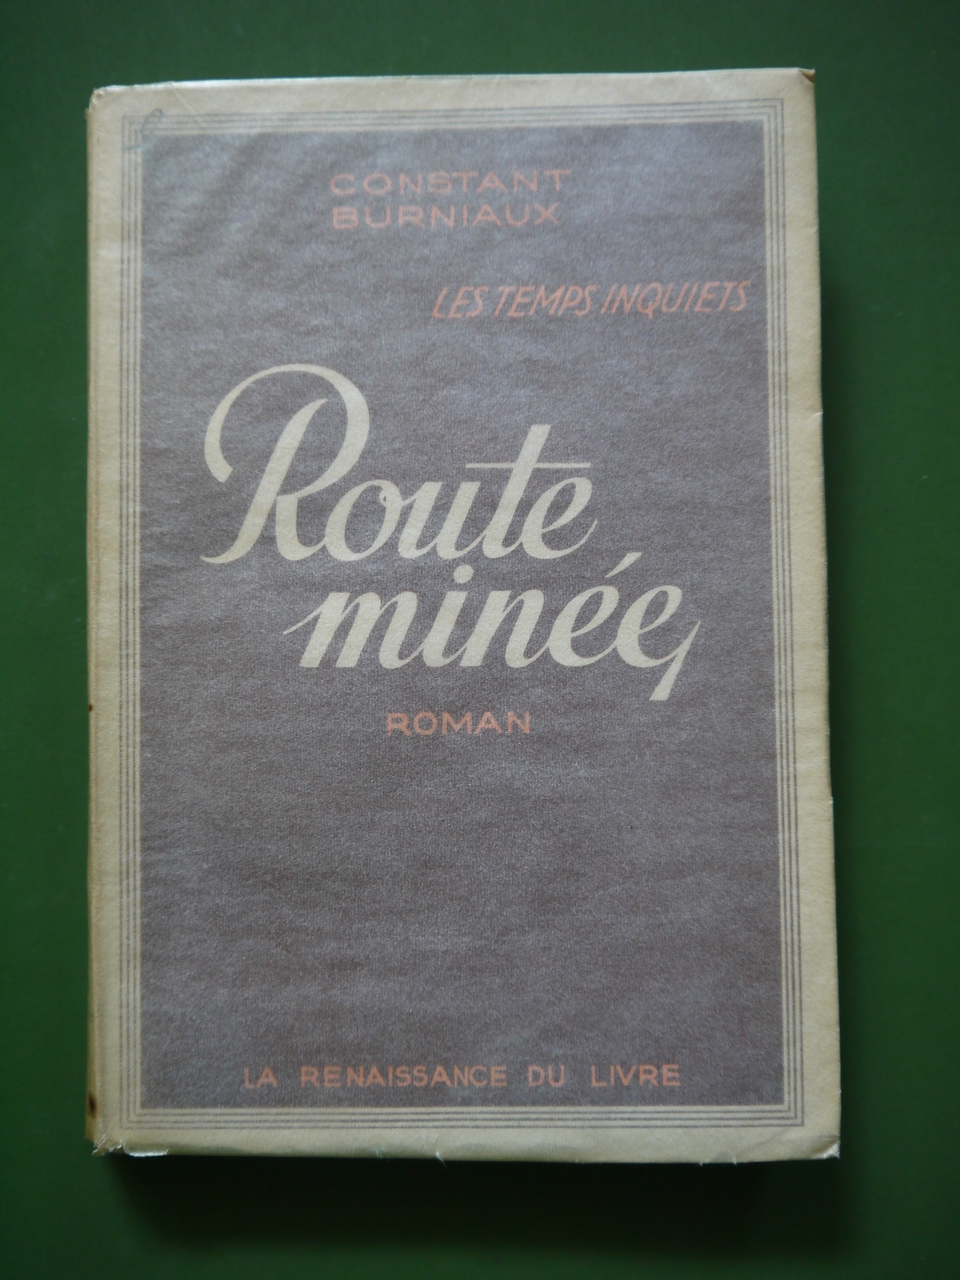 CONSTANT
BURNIAUX
LES TEMPS INQUIETS
Route
minée
ROMAN
LA RENAISSANCE DU LIVRE